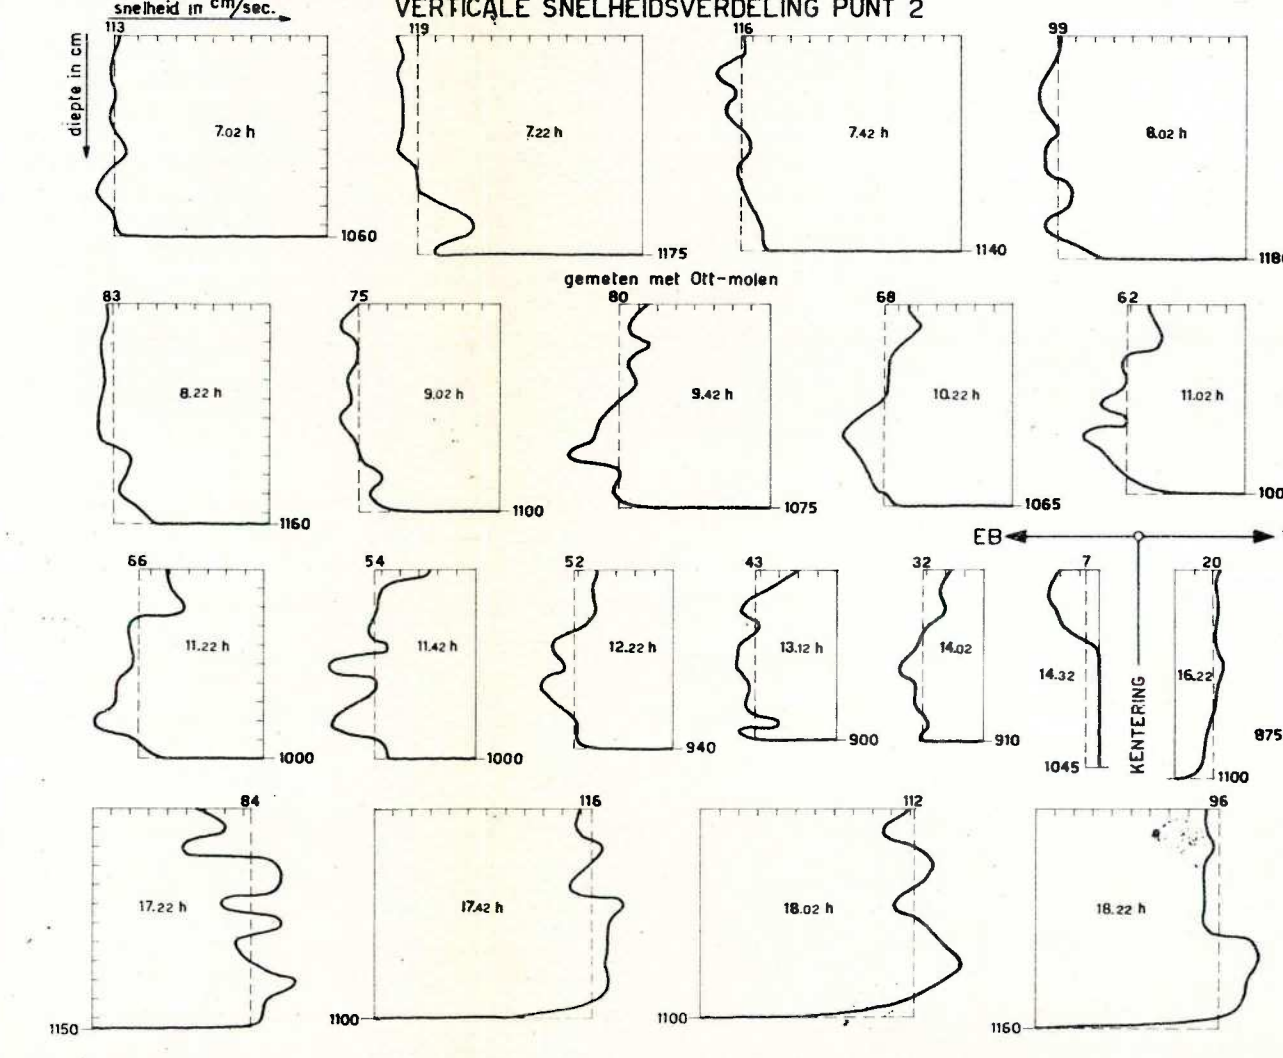 snelheid in cm/sec.
VERTICALE SNELHEIDSVERDELING PUNT 2
diepte in cm
113 119 116 99
7.02 h 7.22 h 7.42 h 8.02 h
1060 1175 1140
gemeten met Ott-molen
83 75 80 68 62
8.22 h 9.02 h 9.42 h 10.22 h 11.02 h
1160 1100 1075 1065
EB
66 54 52 43 32 7 20
11.22 h 11.42 h 12.22 h 13.12 h 14.02 14.32 16.22
KENTERING
1000 1000 940 900 910 1045 1100 875
84 116 112 96
17.22 h 17.42 h 18.02 h 18.22 h
1150 1100 1100 1160